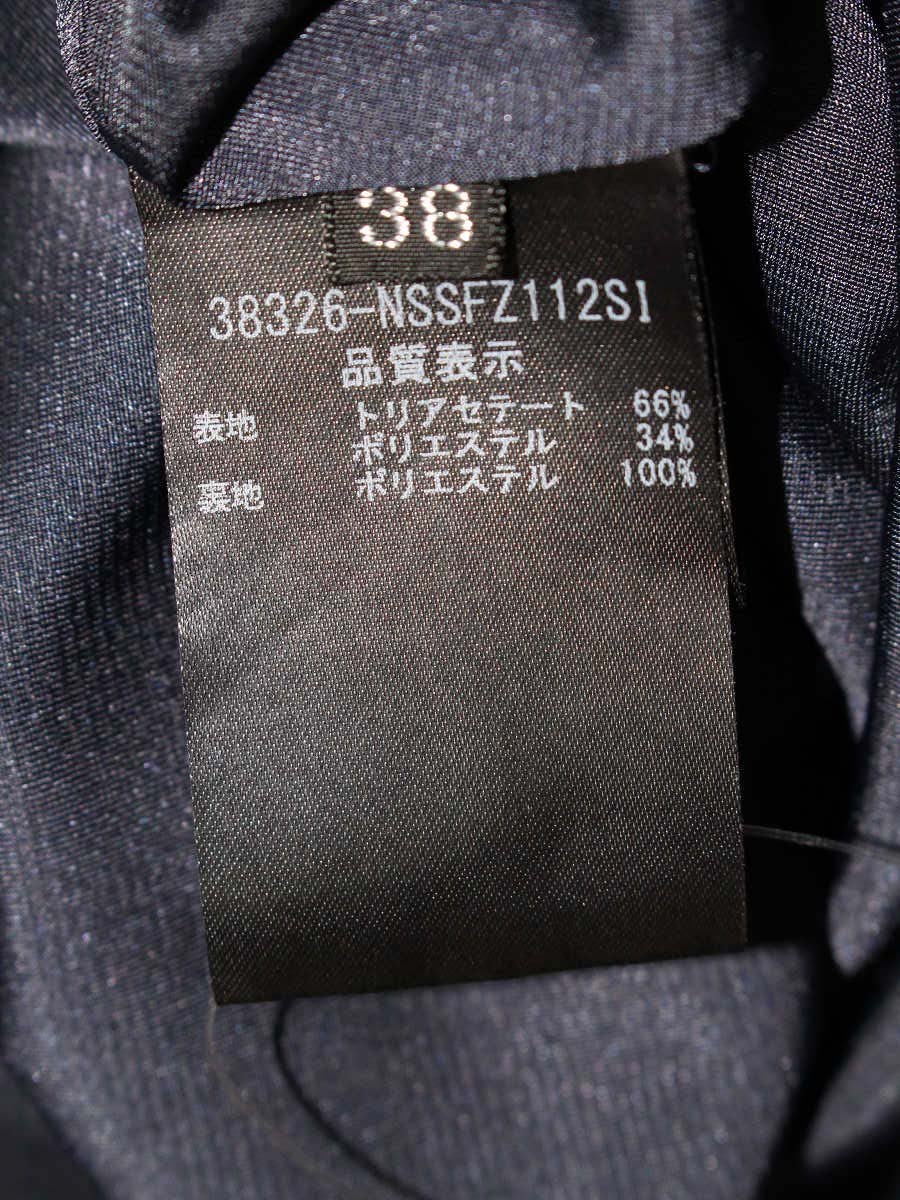 38
38326-NSSFZ112SI
品質表示
表地 トリアセテート 66%
ポリエステル 34%
裏地 ポリエステル 100%